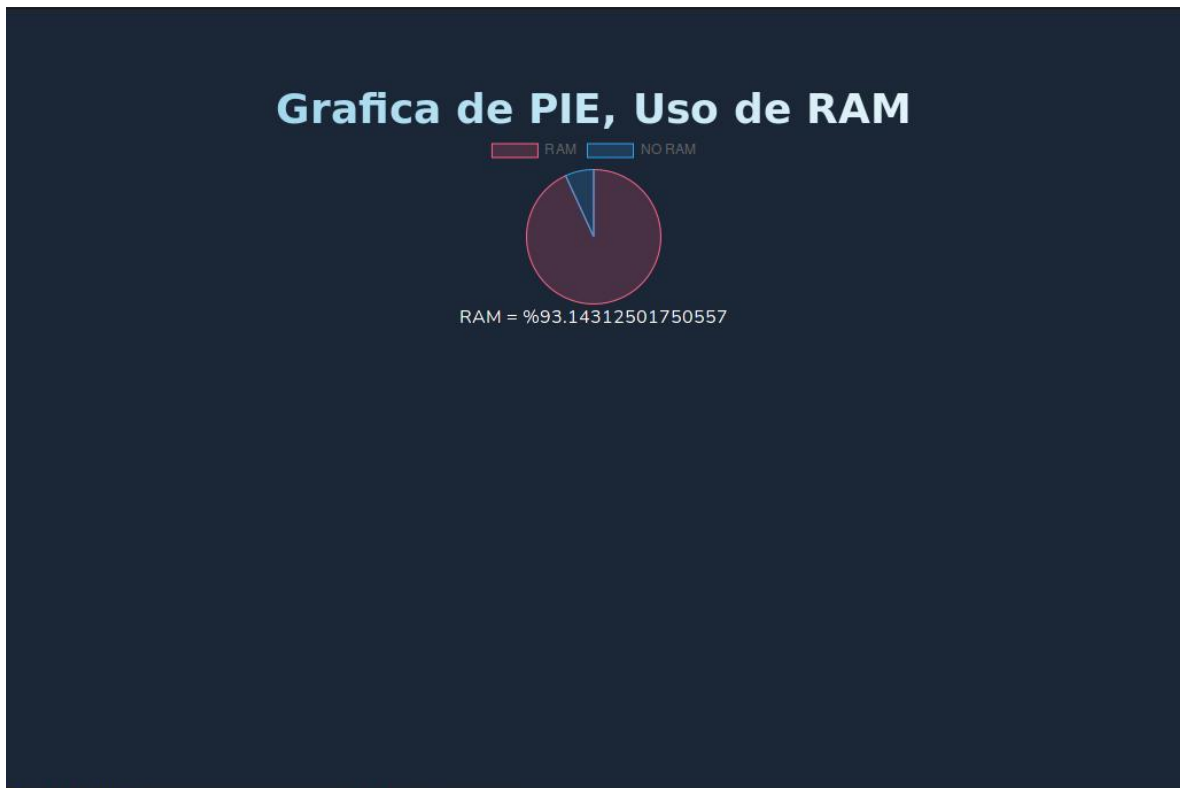 Grafica de PIE, Uso de RAM
RAM NO RAM
RAM = %93.14312501750557